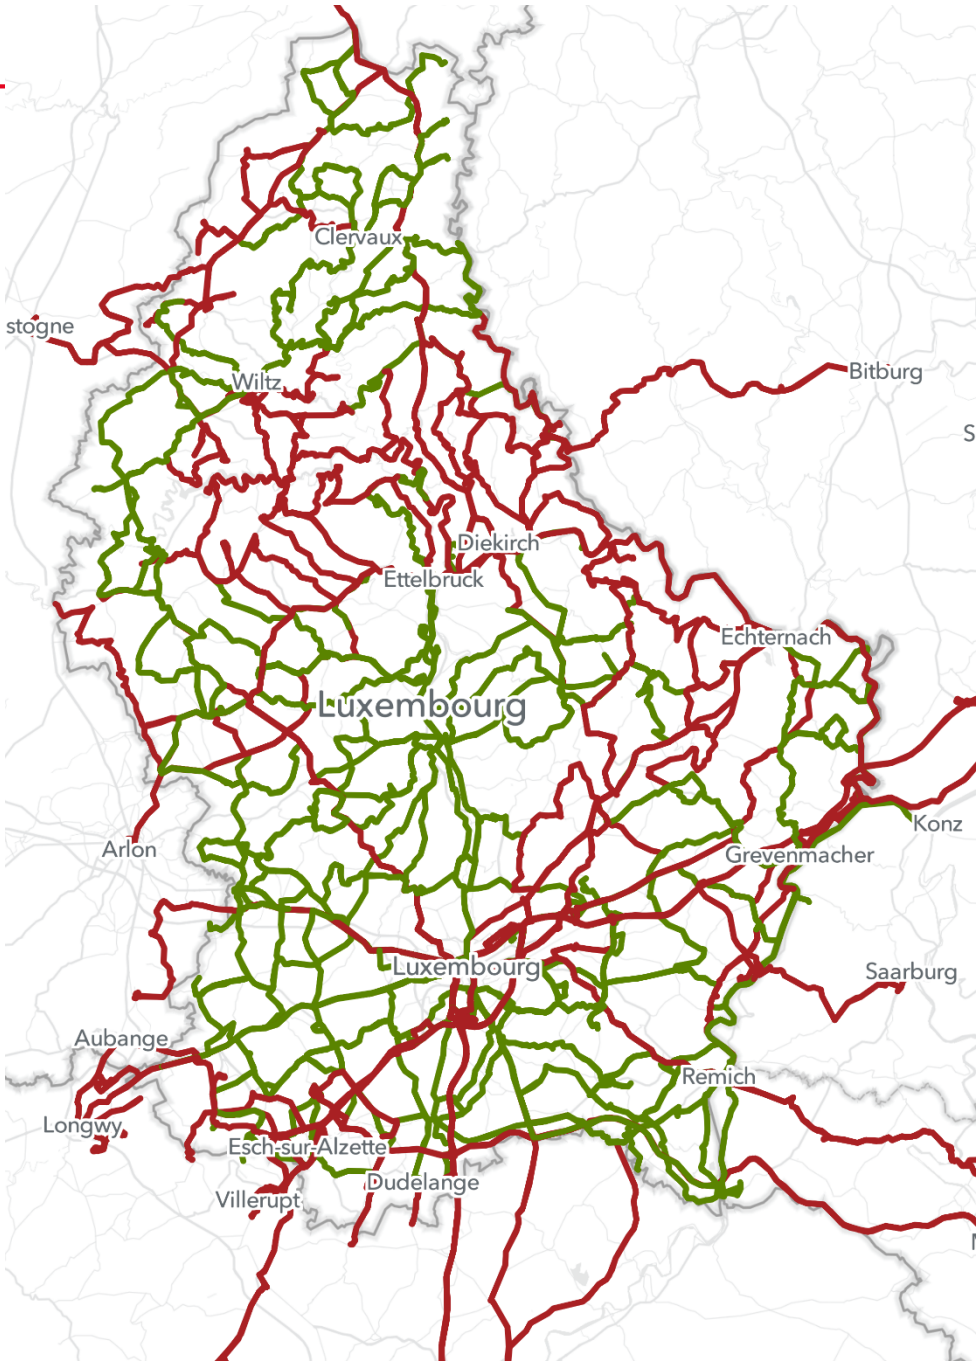 Clervaux
stogne
Wiltz
Bitburg
S
Diekirch
Ettelbruck
Echternach
Luxembourg
Konz
Arlon
Grevenmacher
Luxembourg
Saarburg
Aubange
Remich
Longwy
Esch-sur-Alzette
Dudelange
Villerupt